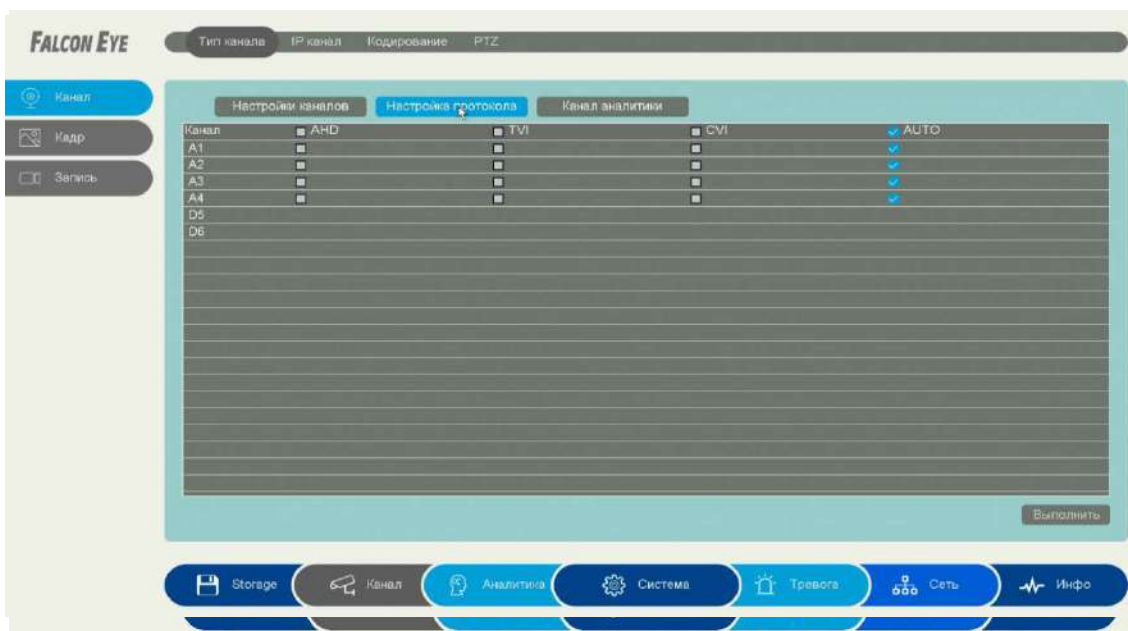 FALCON EYE
Тип канала IP канал Кодирование PTZ
Канал
Кадр
Запись
Настройки каналов Настройка протокола Канал аналитики
Канал AHD TVI CVI AUTO
A1
A2
A3
A4
D5
D6
Выполнить
Storage Канал Аналитика Система Тревога Сеть Инфо